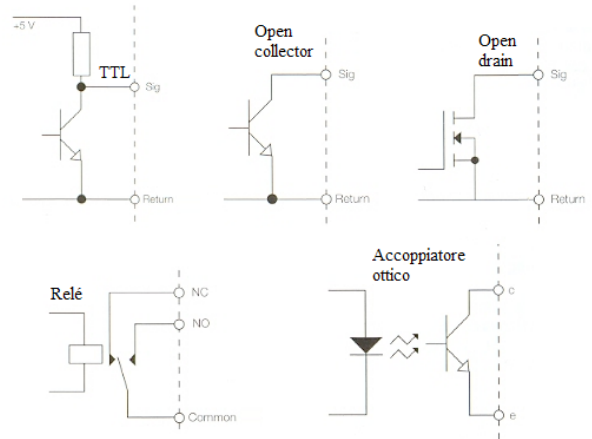 +5 V
TTL
Sig
Return
Open
collector
Sig
Return
Open
drain
Sig
Return
Relé
NC
NO
Common
Accoppiatore
ottico
c
e